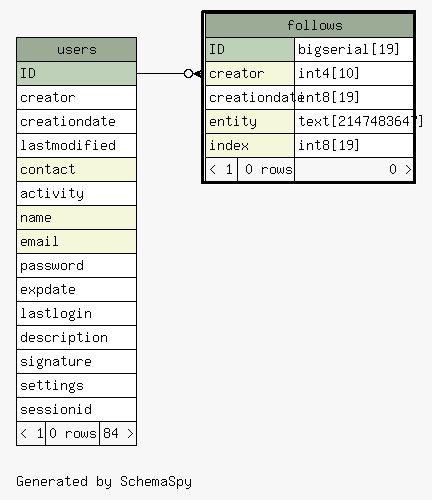 users
ID
creator
creationdate
lastmodified
contact
activity
name
email
password
expdate
lastlogin
description
signature
settings
sessionid
< 1 0 rows 84 >
follows
ID bigserial[19]
creator int4[10]
creationdate int8[19]
entity text[2147483647]
index int8[19]
< 1 0 rows 0 >
Generated by SchemaSpy